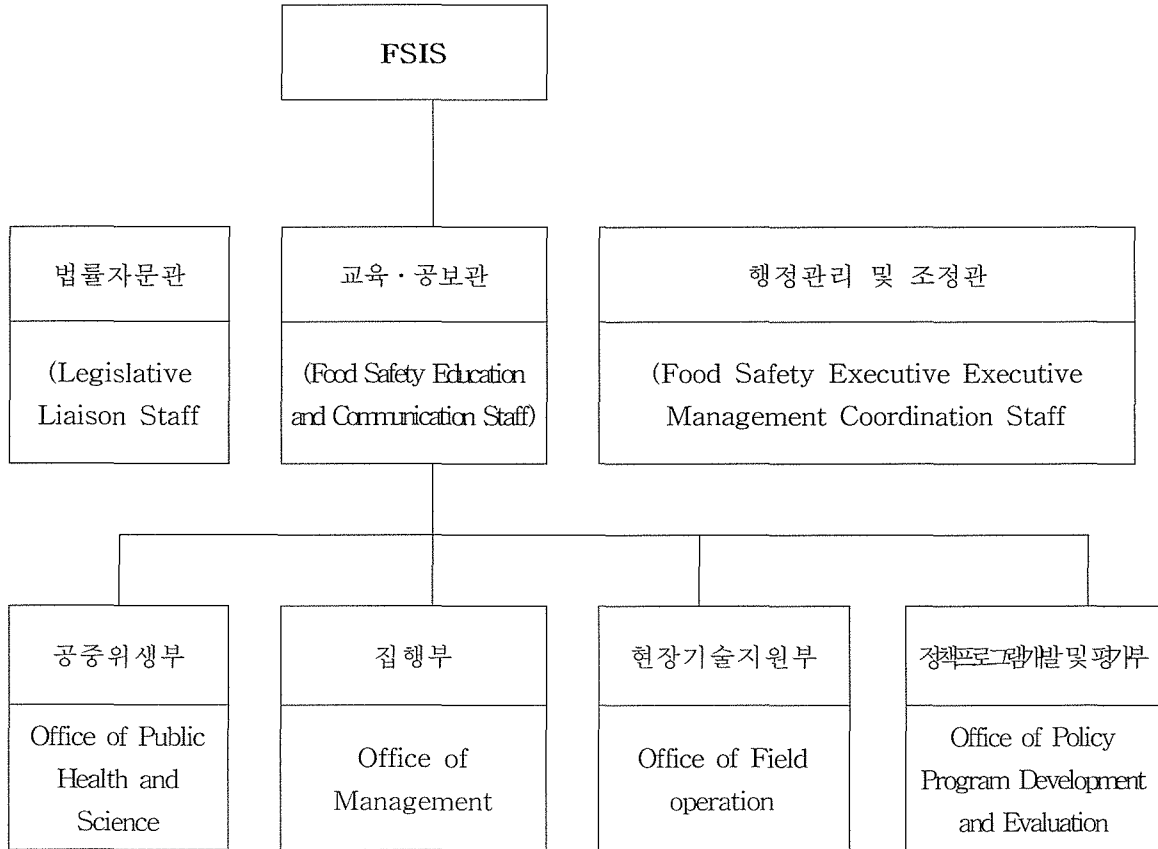 FSIS
법률자문관
(Legislative
Liaison Staff
교육·공보관
(Food Safety Education
and Communication Staff)
행정관리 및 조정관
(Food Safety Executive Executive
Management Coordination Staff
공중위생부
Office of Public
Health and
Science
집행부
Office of
Management
현장기술지원부
Office of Field
operation
정책프로그램개발및평가부
Office of Policy
Program Development
and Evaluation